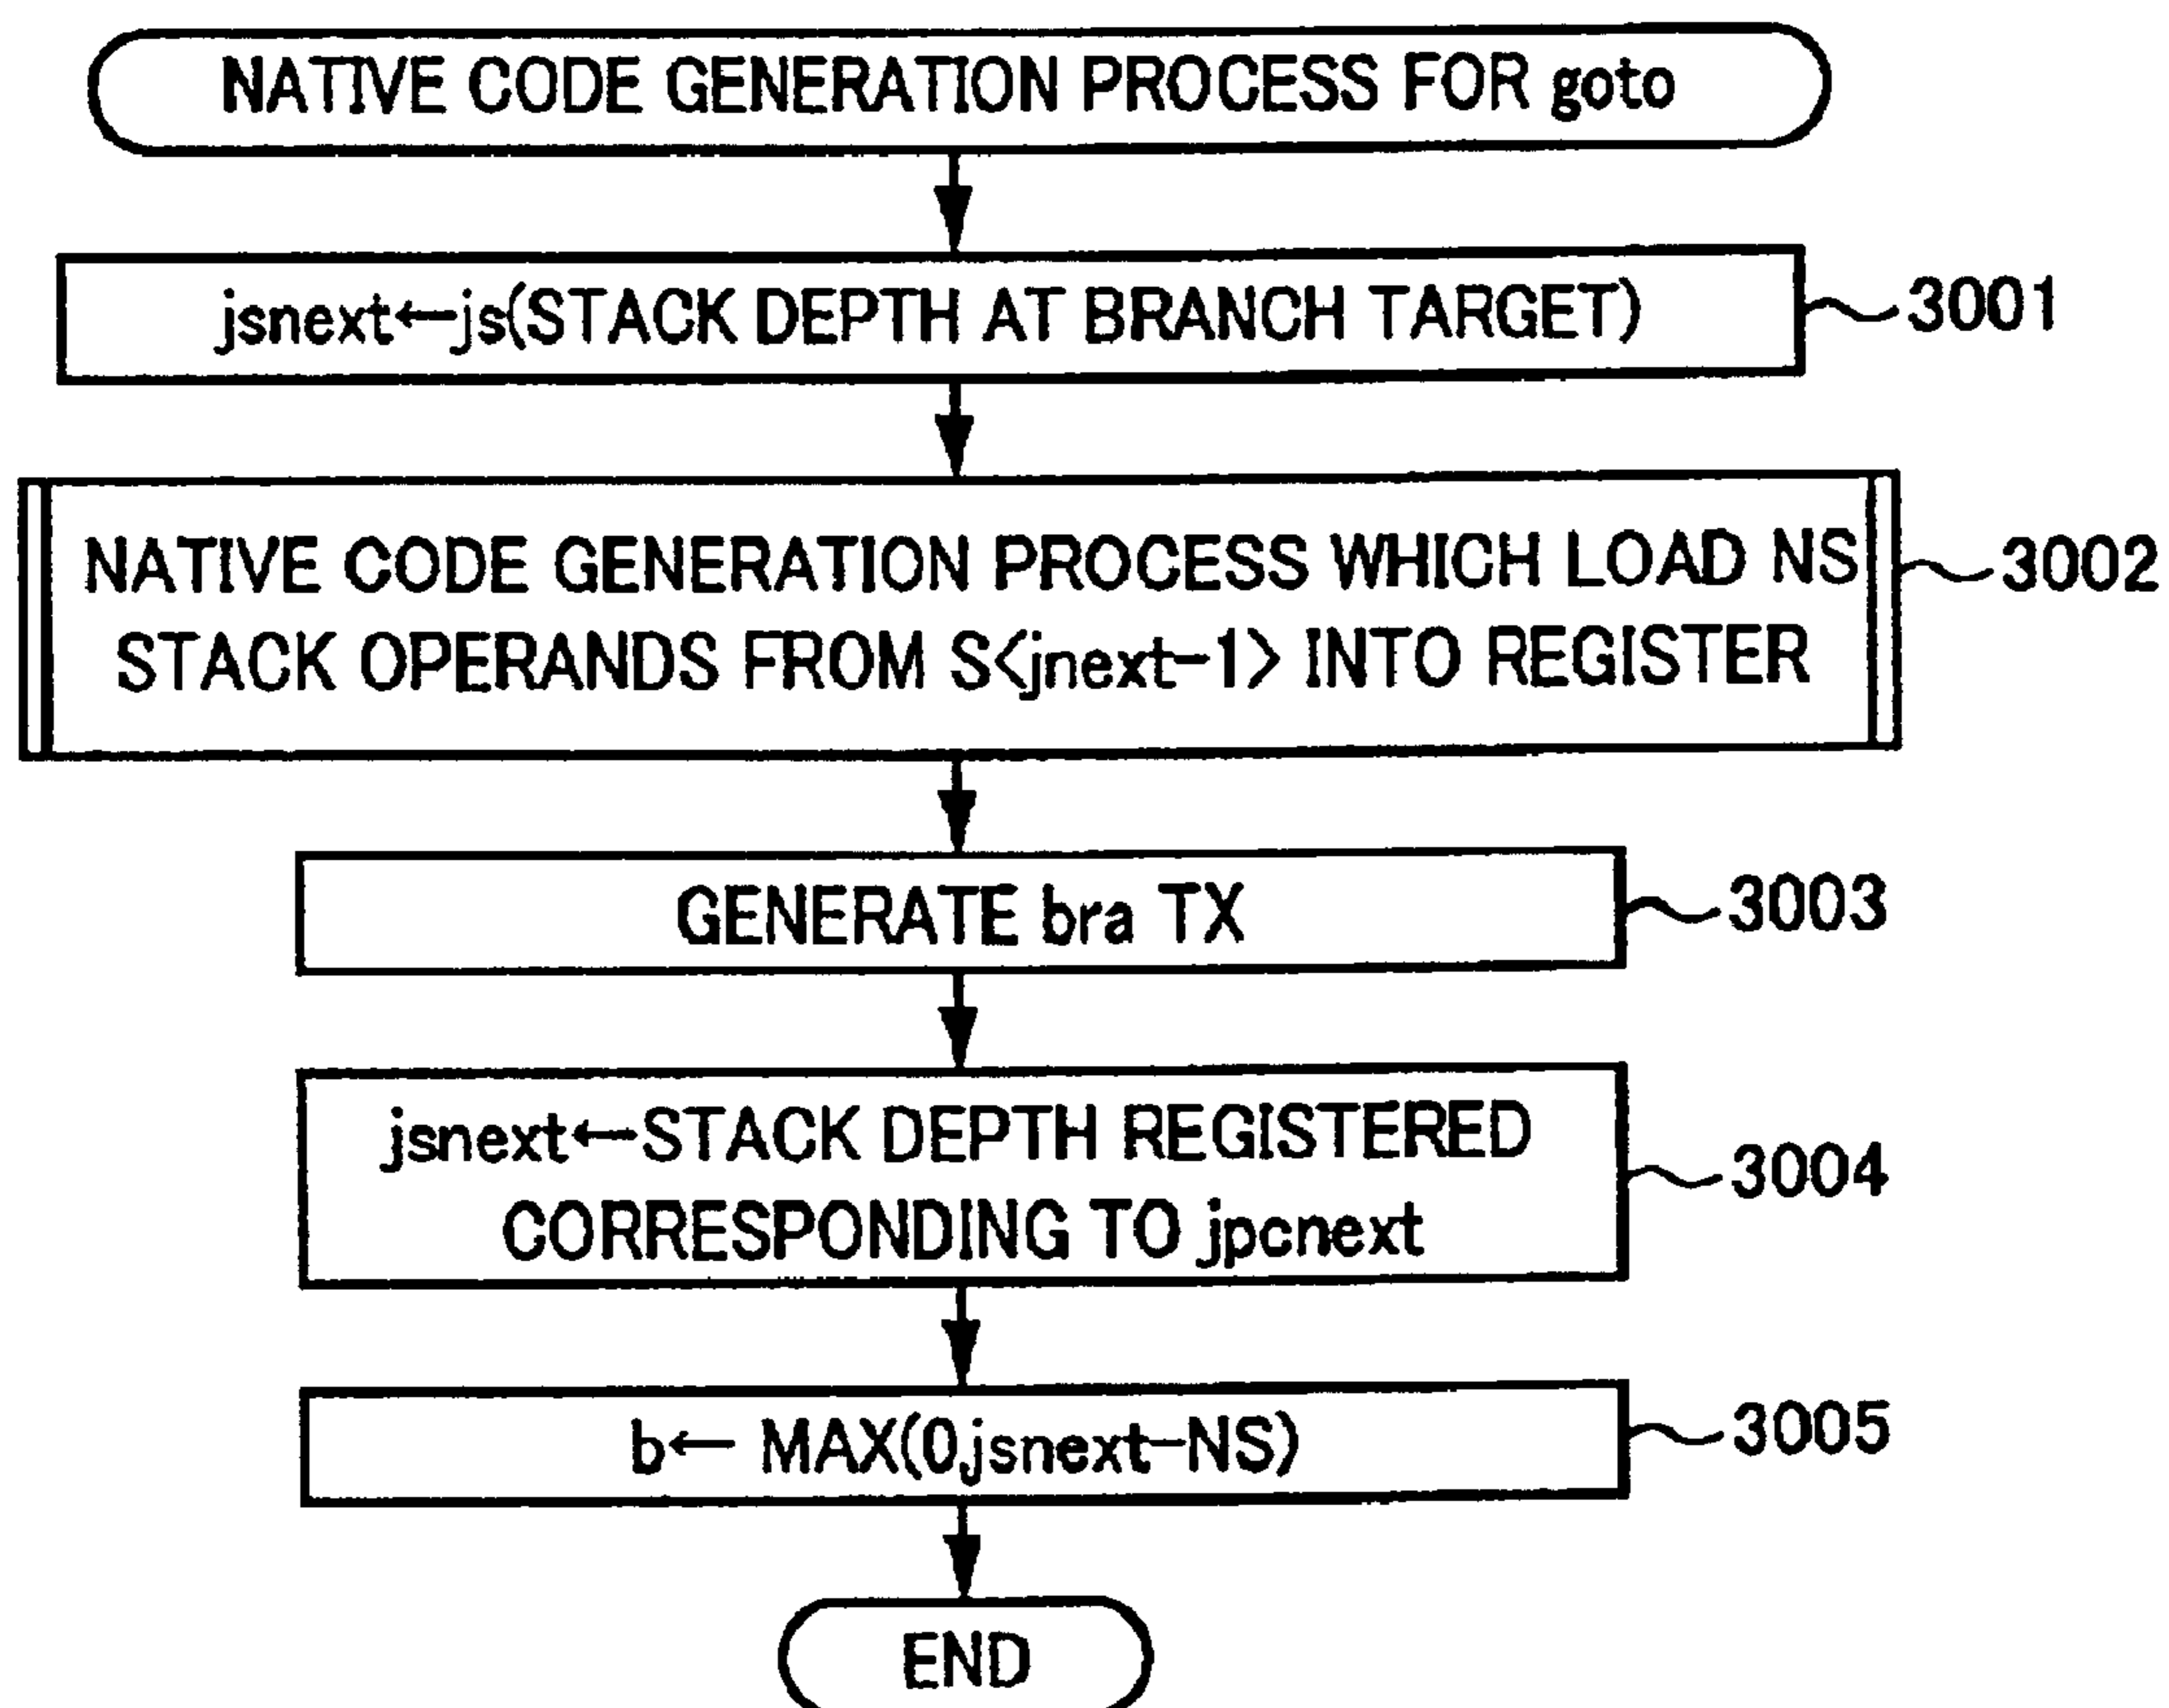 NATIVE CODE GENERATION PROCESS FOR goto
jsnext←js(STACK DEPTH AT BRANCH TARGET)
3001
NATIVE CODE GENERATION PROCESS WHICH LOAD NS
STACK OPERANDS FROM S<jnext-1> INTO REGISTER
3002
GENERATE bra TX
3003
jsnext←STACK DEPTH REGISTERED
CORRESPONDING TO jpcnext
3004
b← MAX(0jsnext-NS)
3005
END